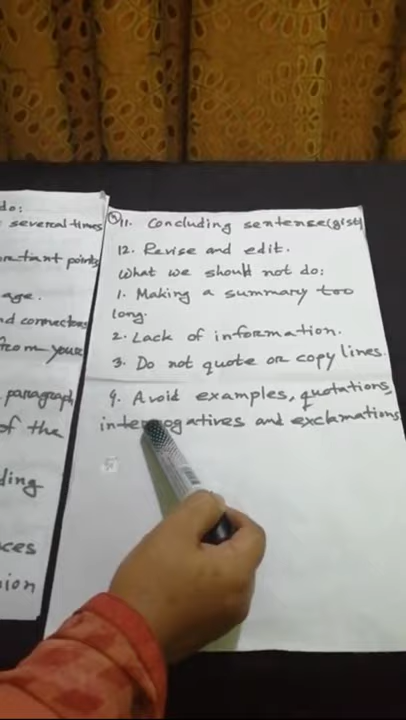 do:
several times
points
age.
nd connectors
from your
paragraph
of the
ding
ces
ion
11. Concluding sentence (gist)
12. Revise and edit.
What we should not do:
1. Making a summary too
long.
2. Lack of information.
3. Do not quote or copy lines.
4. Avoid examples, quotations,
interrogatives and exclamations